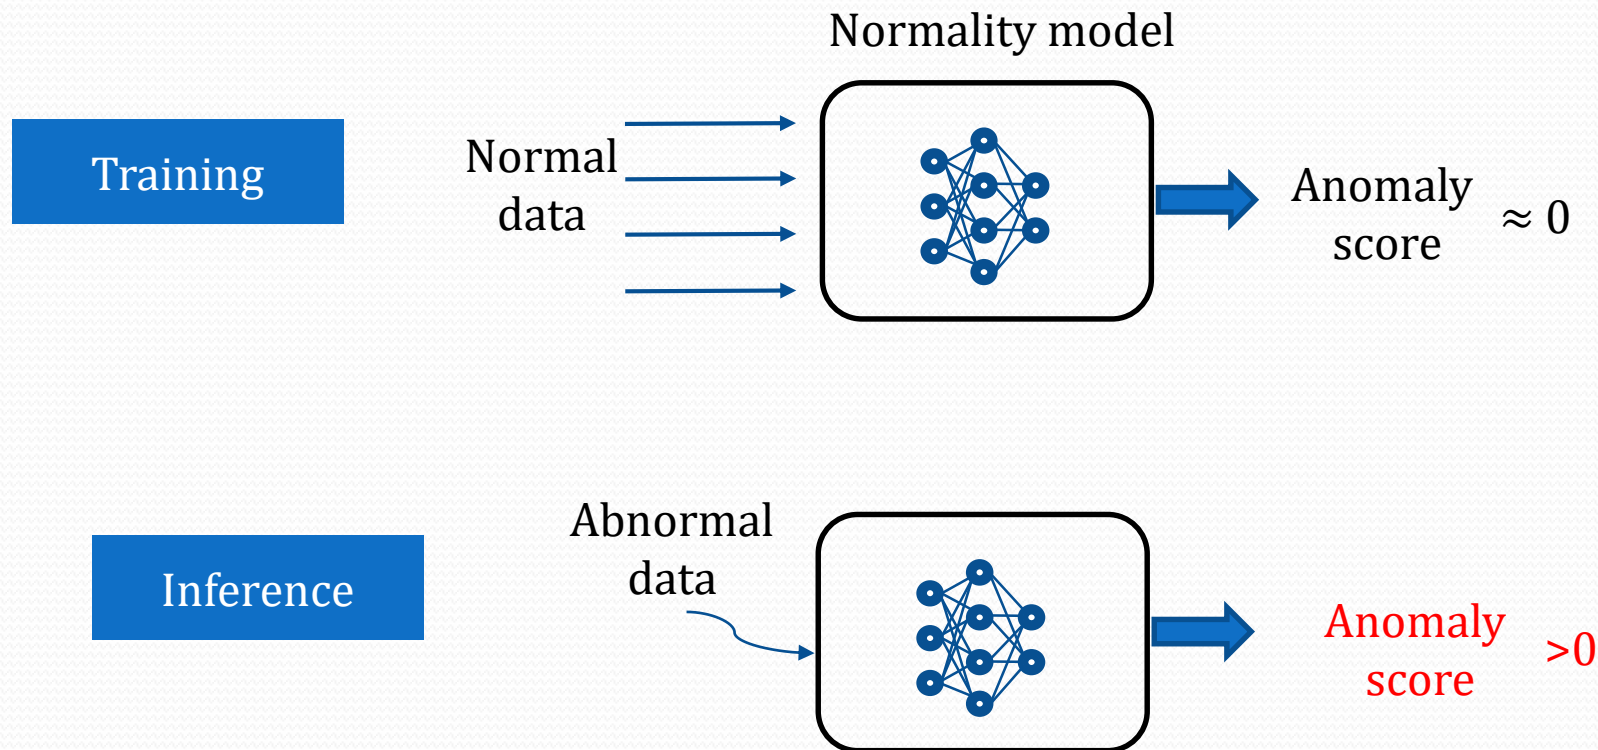 Normality model
Training
Normal
data
Anomaly
score
≈ 0
Inference
Abnormal
data
Anomaly
score
>0